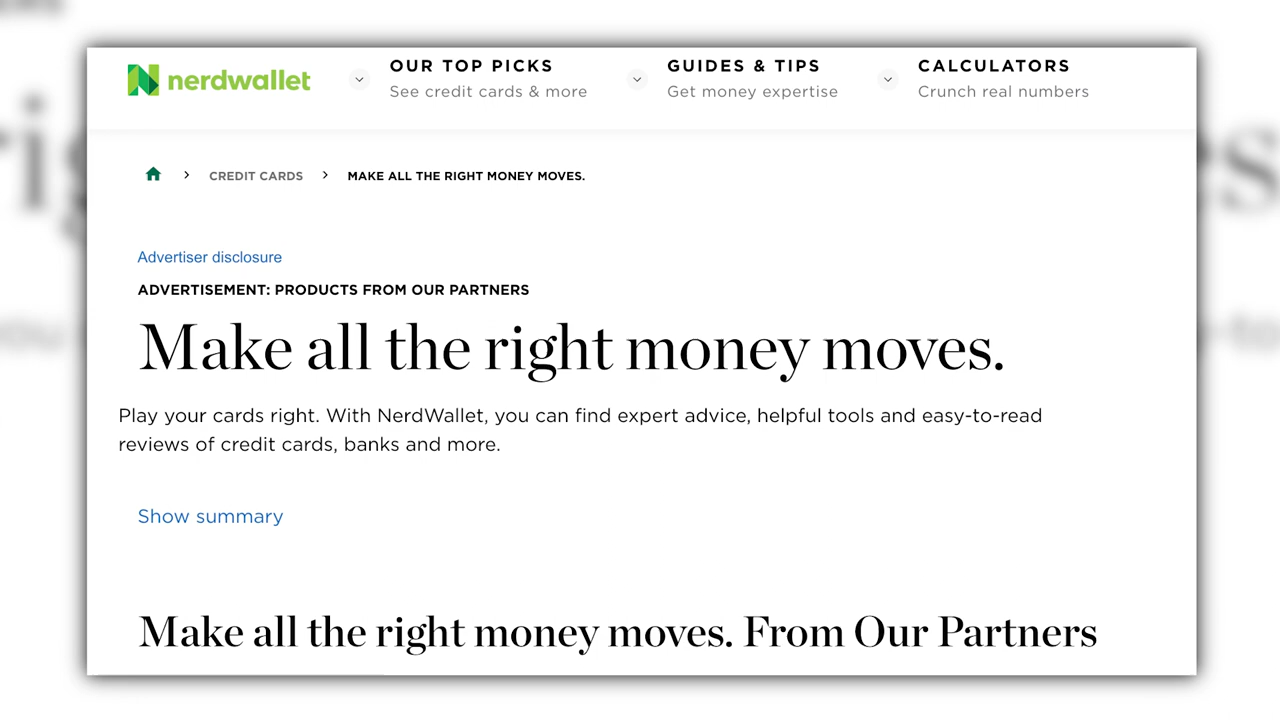 nerdwallet
OUR TOP PICKS
See credit cards & more
GUIDES & TIPS
Get money expertise
CALCULATORS
Crunch real numbers
CREDIT CARDS > MAKE ALL THE RIGHT MONEY MOVES.
Advertiser disclosure
ADVERTISEMENT: PRODUCTS FROM OUR PARTNERS
Make all the right money moves.
Play your cards right. With NerdWallet, you can find expert advice, helpful tools and easy-to-read
reviews of credit cards, banks and more.
Show summary
Make all the right money moves. From Our Partners